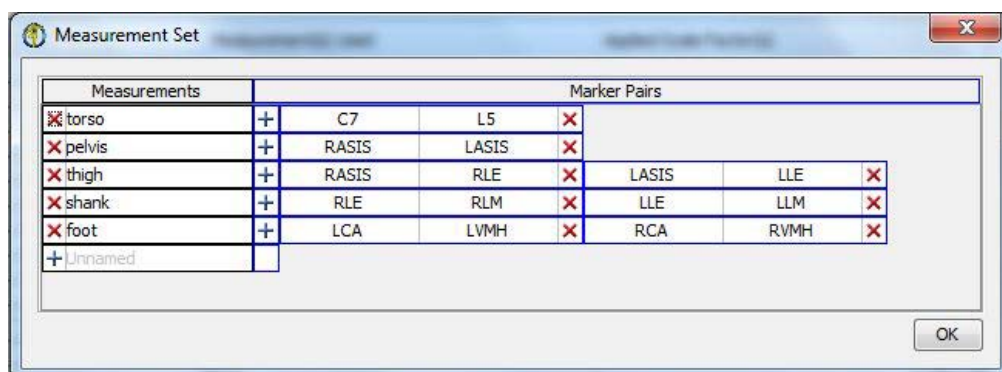 Measurement Set
Measurements Marker Pairs
torso C7 L5
pelvis RASIS LASIS
thigh RASIS RLE LASIS LLE
shank RLE RLM LLE LLM
foot LCA LVMH RCA RVMH
Unnamed
OK